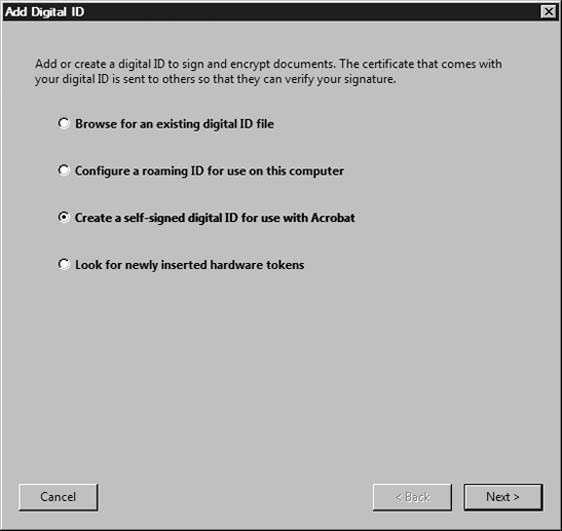 Add Digital ID
Add or create a digital ID to sign and encrypt documents. The certificate that comes with
your digital ID is sent to others so that they can verify your signature.
Browse for an existing digital ID file
Configure a roaming ID for use on this computer
Create a self-signed digital ID for use with Acrobat
Look for newly inserted hardware tokens
Cancel
< Back
Next >